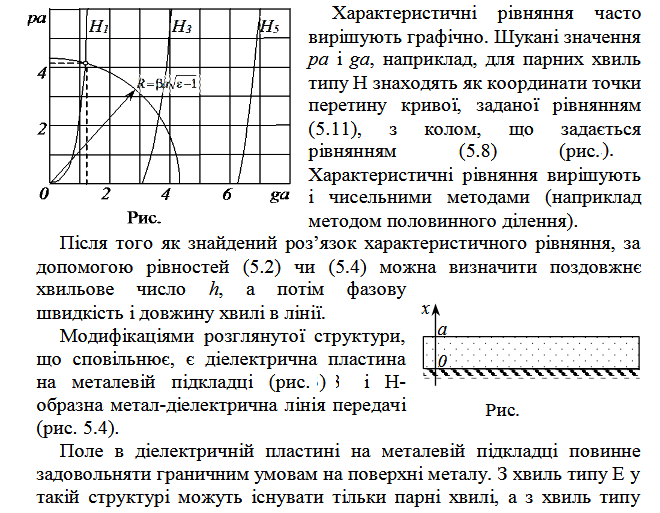 pa
H1
H3
H5
4
R=βa√ε−1
2
0
2
4
6
ga
Рис.
Характеристичні рівняння часто
вирішують графічно. Шукані значення
pa і ga, наприклад, для парних хвиль
типу Н знаходять як координати точки
перетину кривої, заданої рівнянням
(5.11), з колом, що задається
рівнянням (5.8) (рис. ).
Характеристичні рівняння вирішують
і чисельними методами (наприклад
методом половинного ділення).
Після того як знайдений роз’язок характеристичного рівняння, за
допомогою рівностей (5.2) чи (5.4) можна визначити поздовжнє
хвильове число h, а потім фазову
швидкість і довжину хвилі в лінії.
Модифікаціями розглянутої структури,
що сповільнює, є діелектрична пластина
на металевій підкладці (рис. ) і Н-
образна метал-діелектрична лінія передачі
(рис. 5.4).
x
a
0
Рис.
Поле в діелектричній пластині на металевій підкладці повинне
задовольняти граничним умовам на поверхні металу. З хвиль типу Е у
такій структурі можуть існувати тільки парні хвилі, а з хвиль типу